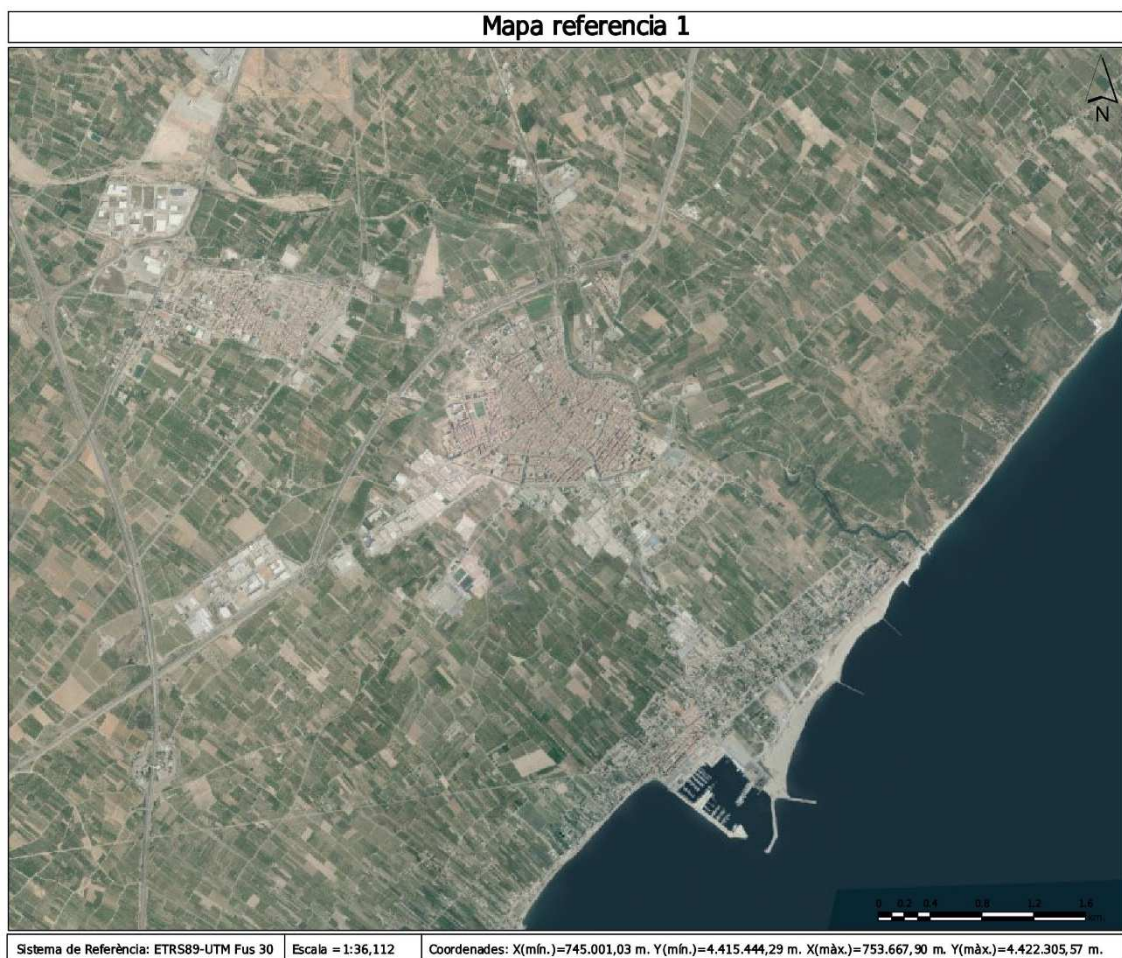 Mapa referencia 1
N
0 0.2 0.4 0.8 1.2 1.6
km.
Sistema de Referència: ETRS89-UTM Fus 30 Escala = 1:36,112 Coordenades: X(mín.)=745.001,03 m. Y(mín.)=4.415.444,29 m. X(màx.)=753.667,90 m. Y(màx.)=4.422.305,57 m.